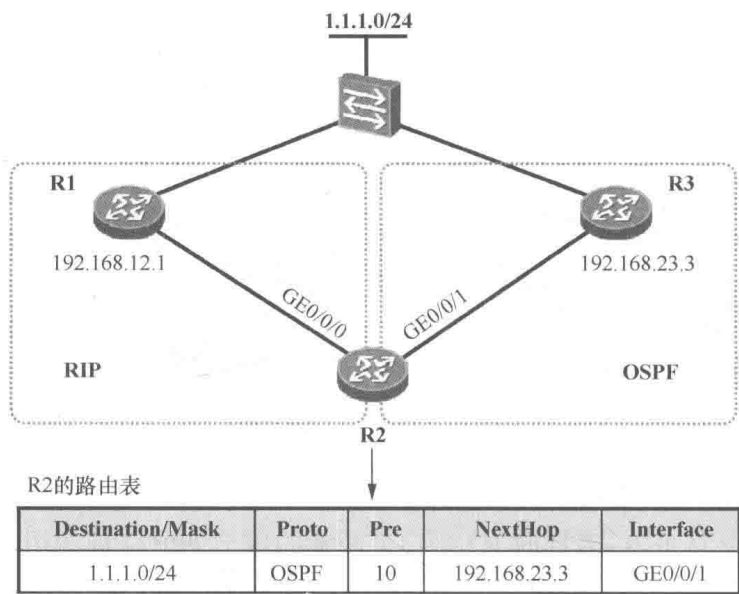 1.1.1.0/24
R1
R3
192.168.12.1
192.168.23.3
GE0/0/0
GE0/0/1
RIP
OSPF
R2
R2的路由表
Destination/Mask Proto Pre NextHop Interface
1.1.1.0/24 OSPF 10 192.168.23.3 GE0/0/1